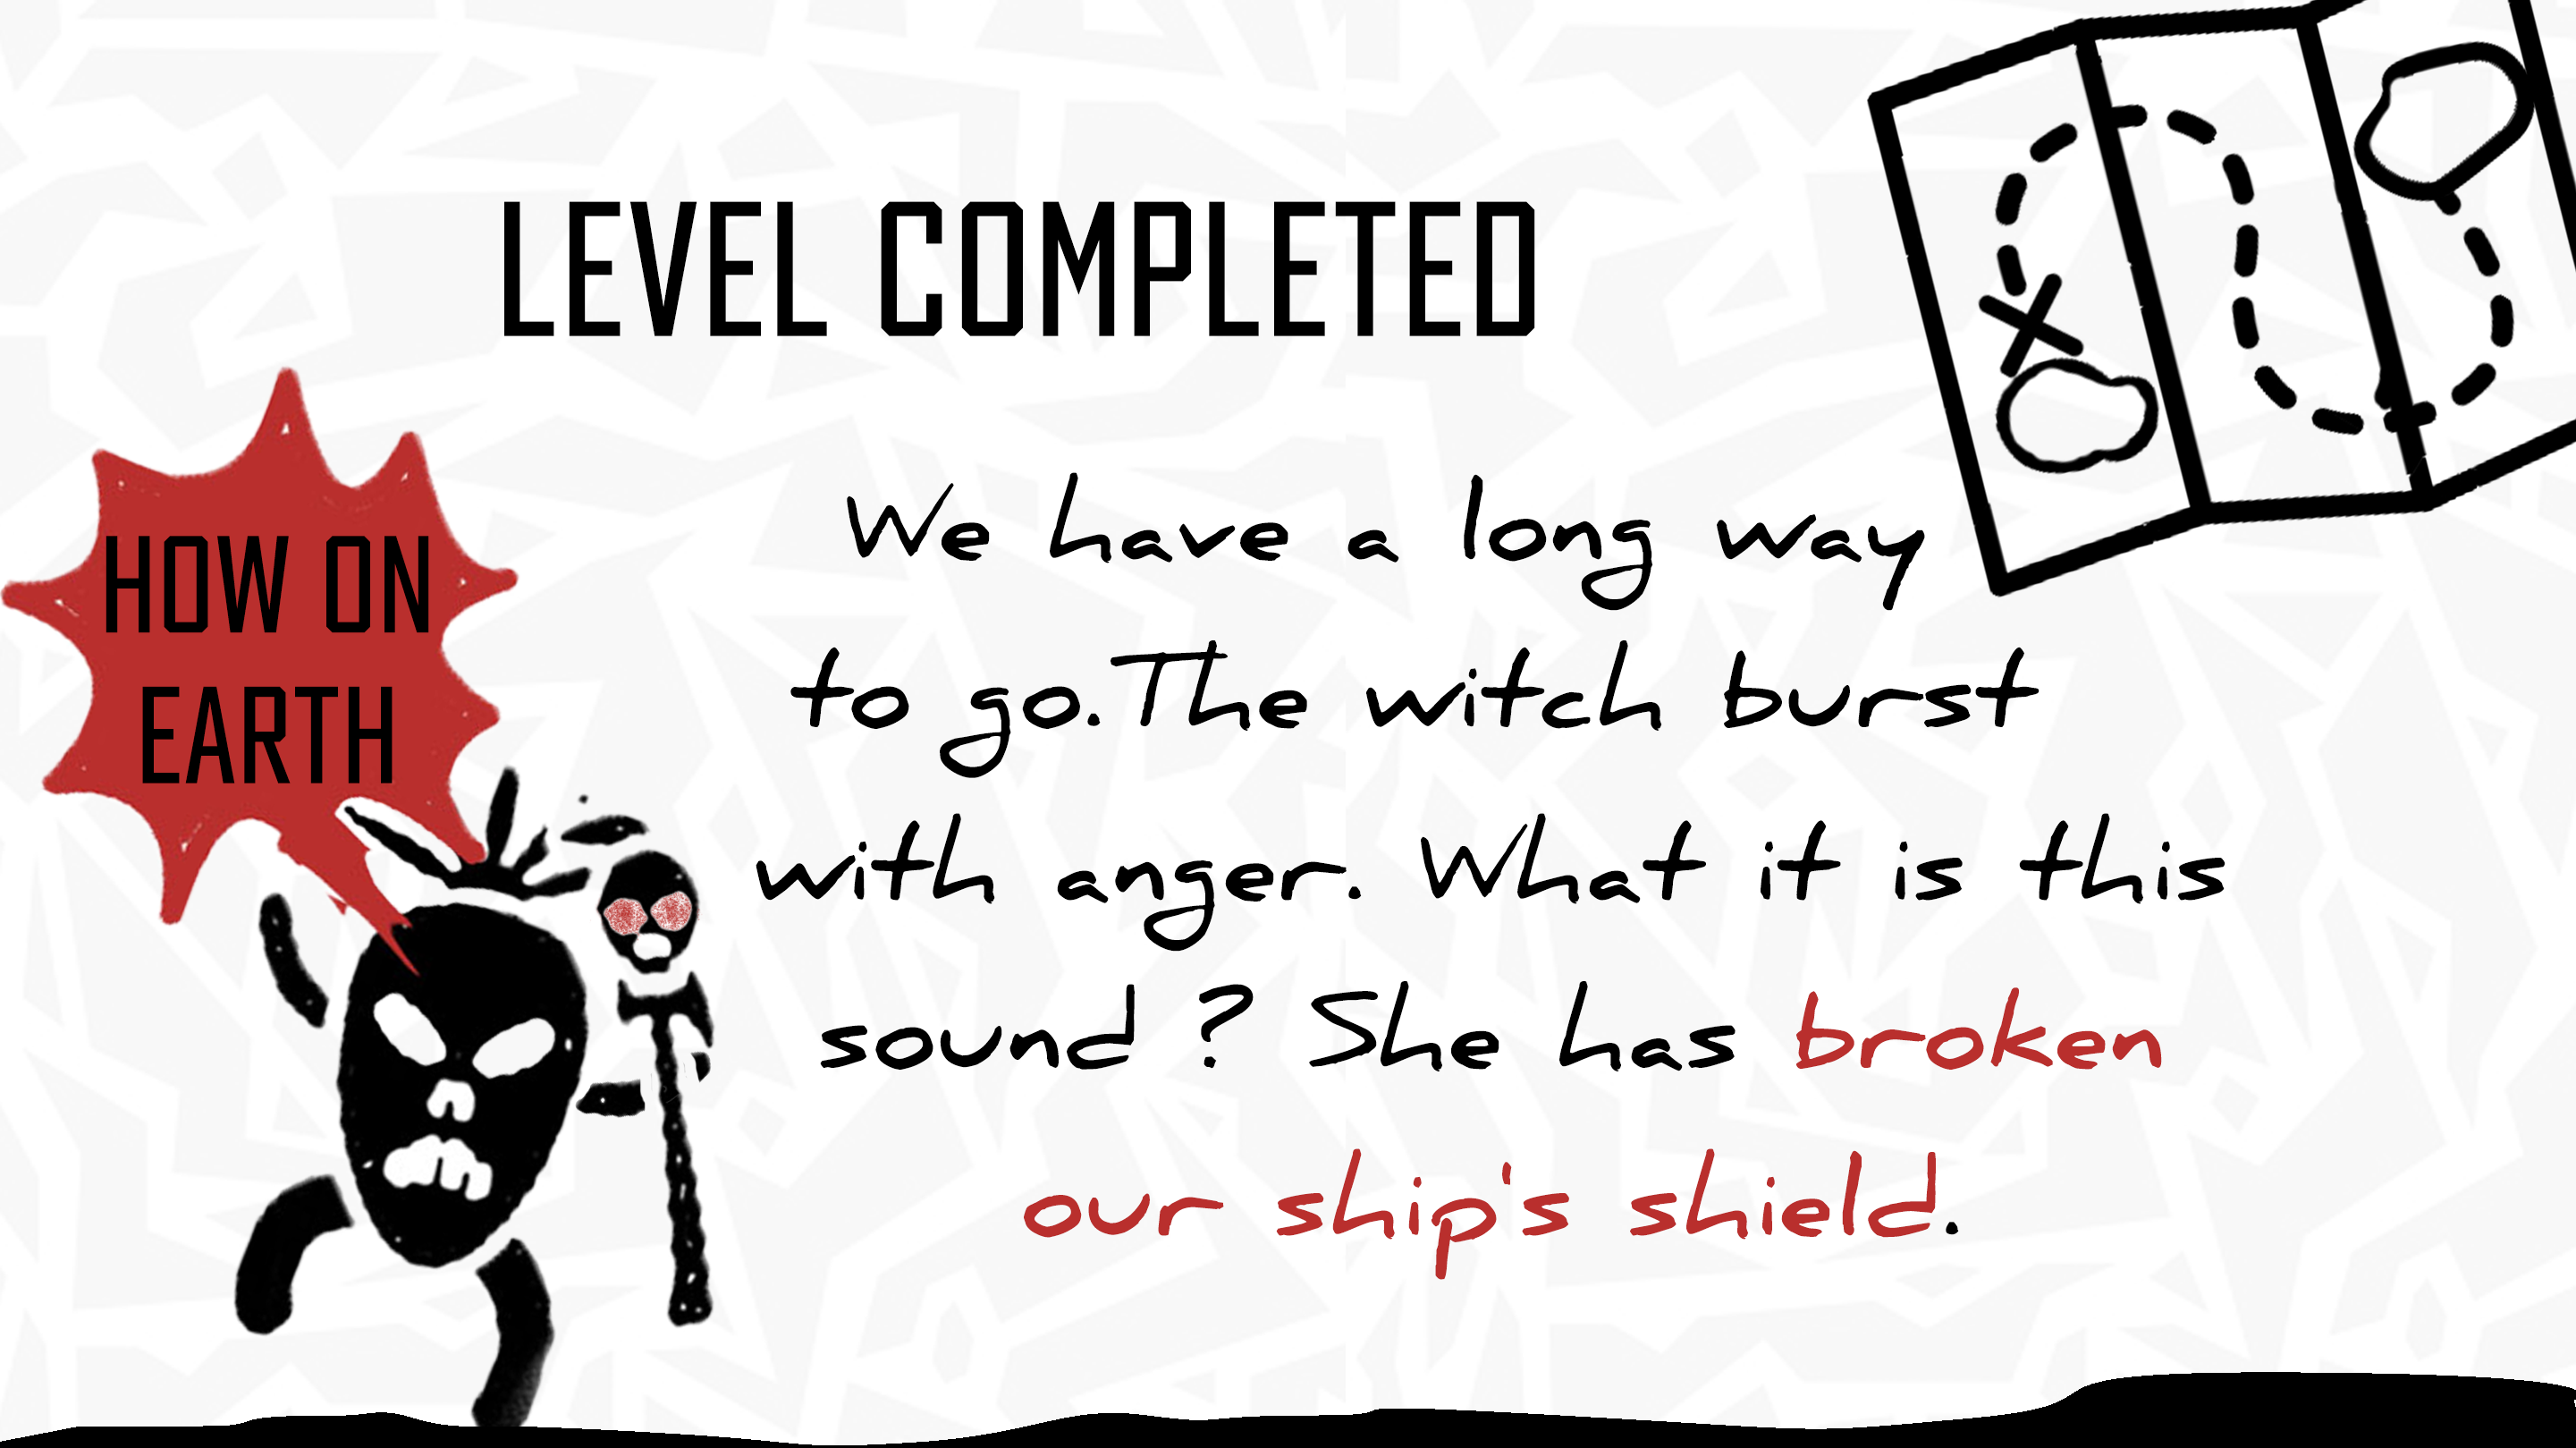 LEVEL COMPLETED
HOW ON
EARTH
We have a long way
to go.The witch burst
with anger. What it is this
sound ? She has broken
our ship's shield.